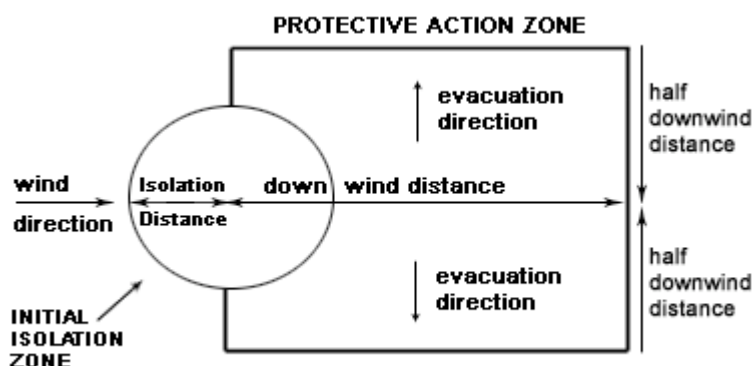 PROTECTIVE ACTION ZONE
evacuation
direction
half
downwind
distance
wind
direction
Isolation
Distance
down wind distance
evacuation
direction
half
downwind
distance
INITIAL
ISOLATION
ZONE